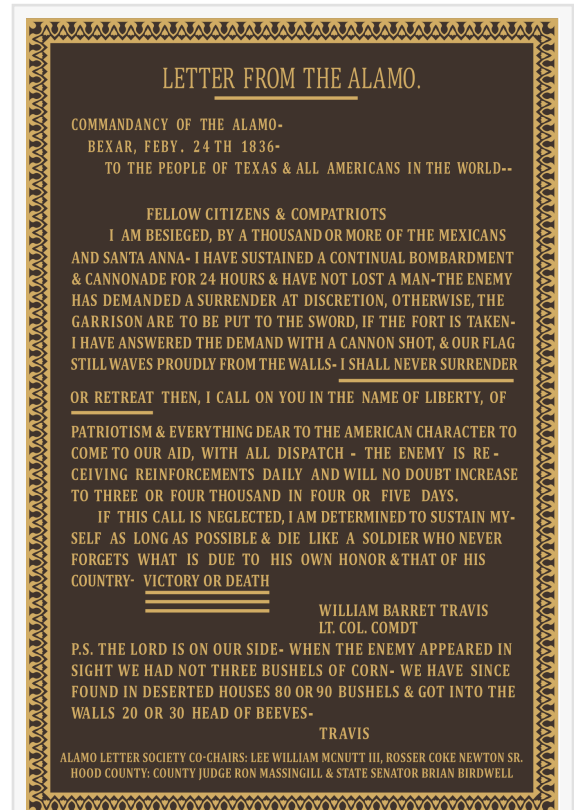 LETTER FROM THE ALAMO.
COMMANDANCY OF THE ALAMO-
BEXAR, FEBY. 24TH 1836-
TO THE PEOPLE OF TEXAS & ALL AMERICANS IN THE WORLD--
FELLOW CITIZENS & COMPATRIOTS
I AM BESIEGED, BY A THOUSAND OR MORE OF THE MEXICANS
AND SANTA ANNA- I HAVE SUSTAINED A CONTINUAL BOMBARDMENT
& CANNONADE FOR 24 HOURS & HAVE NOT LOST A MAN-THE ENEMY
HAS DEMANDED A SURRENDER AT DISCRETION, OTHERWISE, THE
GARRISON ARE TO BE PUT TO THE SWORD, IF THE FORT IS TAKEN-
I HAVE ANSWERED THE DEMAND WITH A CANNON SHOT, & OUR FLAG
STILL WAVES PROUDLY FROM THE WALLS- I SHALL NEVER SURRENDER
OR RETREAT THEN, I CALL ON YOU IN THE NAME OF LIBERTY, OF
PATRIOTISM & EVERYTHING DEAR TO THE AMERICAN CHARACTER TO
COME TO OUR AID, WITH ALL DISPATCH - THE ENEMY IS RE-
CEIVING REINFORCEMENTS DAILY AND WILL NO DOUBT INCREASE
TO THREE OR FOUR THOUSAND IN FOUR OR FIVE DAYS.
IF THIS CALL IS NEGLECTED, I AM DETERMINED TO SUSTAIN MY-
SELF AS LONG AS POSSIBLE & DIE LIKE A SOLDIER WHO NEVER
FORGETS WHAT IS DUE TO HIS OWN HONOR & THAT OF HIS
COUNTRY- VICTORY OR DEATH
WILLIAM BARRET TRAVIS
LT. COL. COMDT
P.S. THE LORD IS ON OUR SIDE- WHEN THE ENEMY APPEARED IN
SIGHT WE HAD NOT THREE BUSHELS OF CORN- WE HAVE SINCE
FOUND IN DESERTED HOUSES 80 OR 90 BUSHELS & GOT INTO THE
WALLS 20 OR 30 HEAD OF BEEVES-
TRAVIS
ALAMO LETTER SOCIETY CO-CHAIRS: LEE WILLIAM MCNUTT III, ROSSER COKE NEWTON SR.
HOOD COUNTY: COUNTY JUDGE RON MASSINGILL & STATE SENATOR BRIAN BIRDWELL